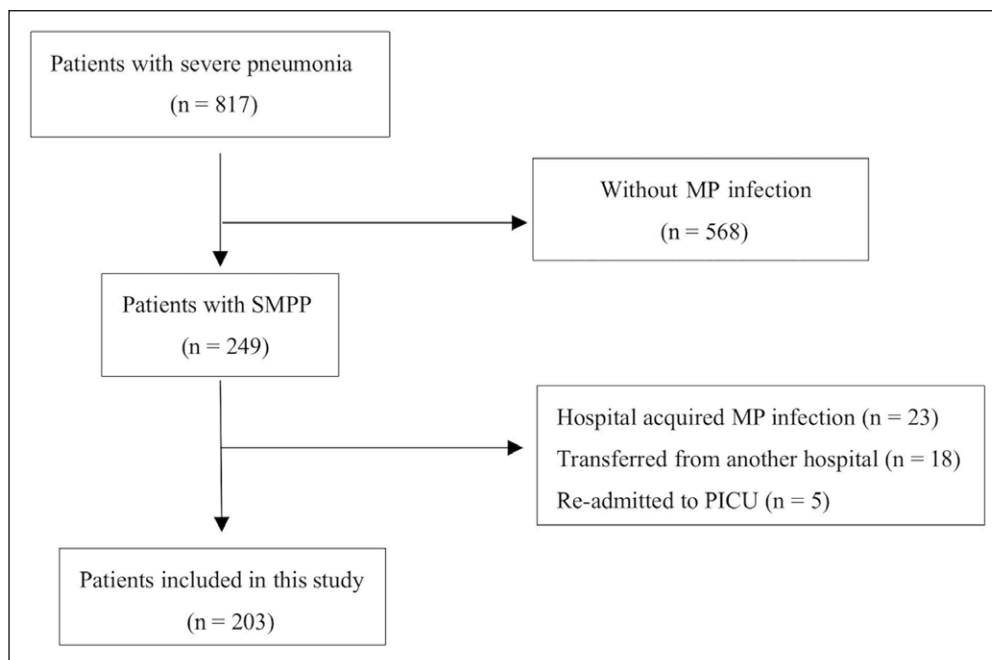 Patients with severe pneumonia
(n = 817)
Without MP infection
(n = 568)
Patients with SMPP
(n = 249)
Hospital acquired MP infection (n = 23)
Transferred from another hospital (n = 18)
Re-admitted to PICU (n = 5)
Patients included in this study
(n = 203)